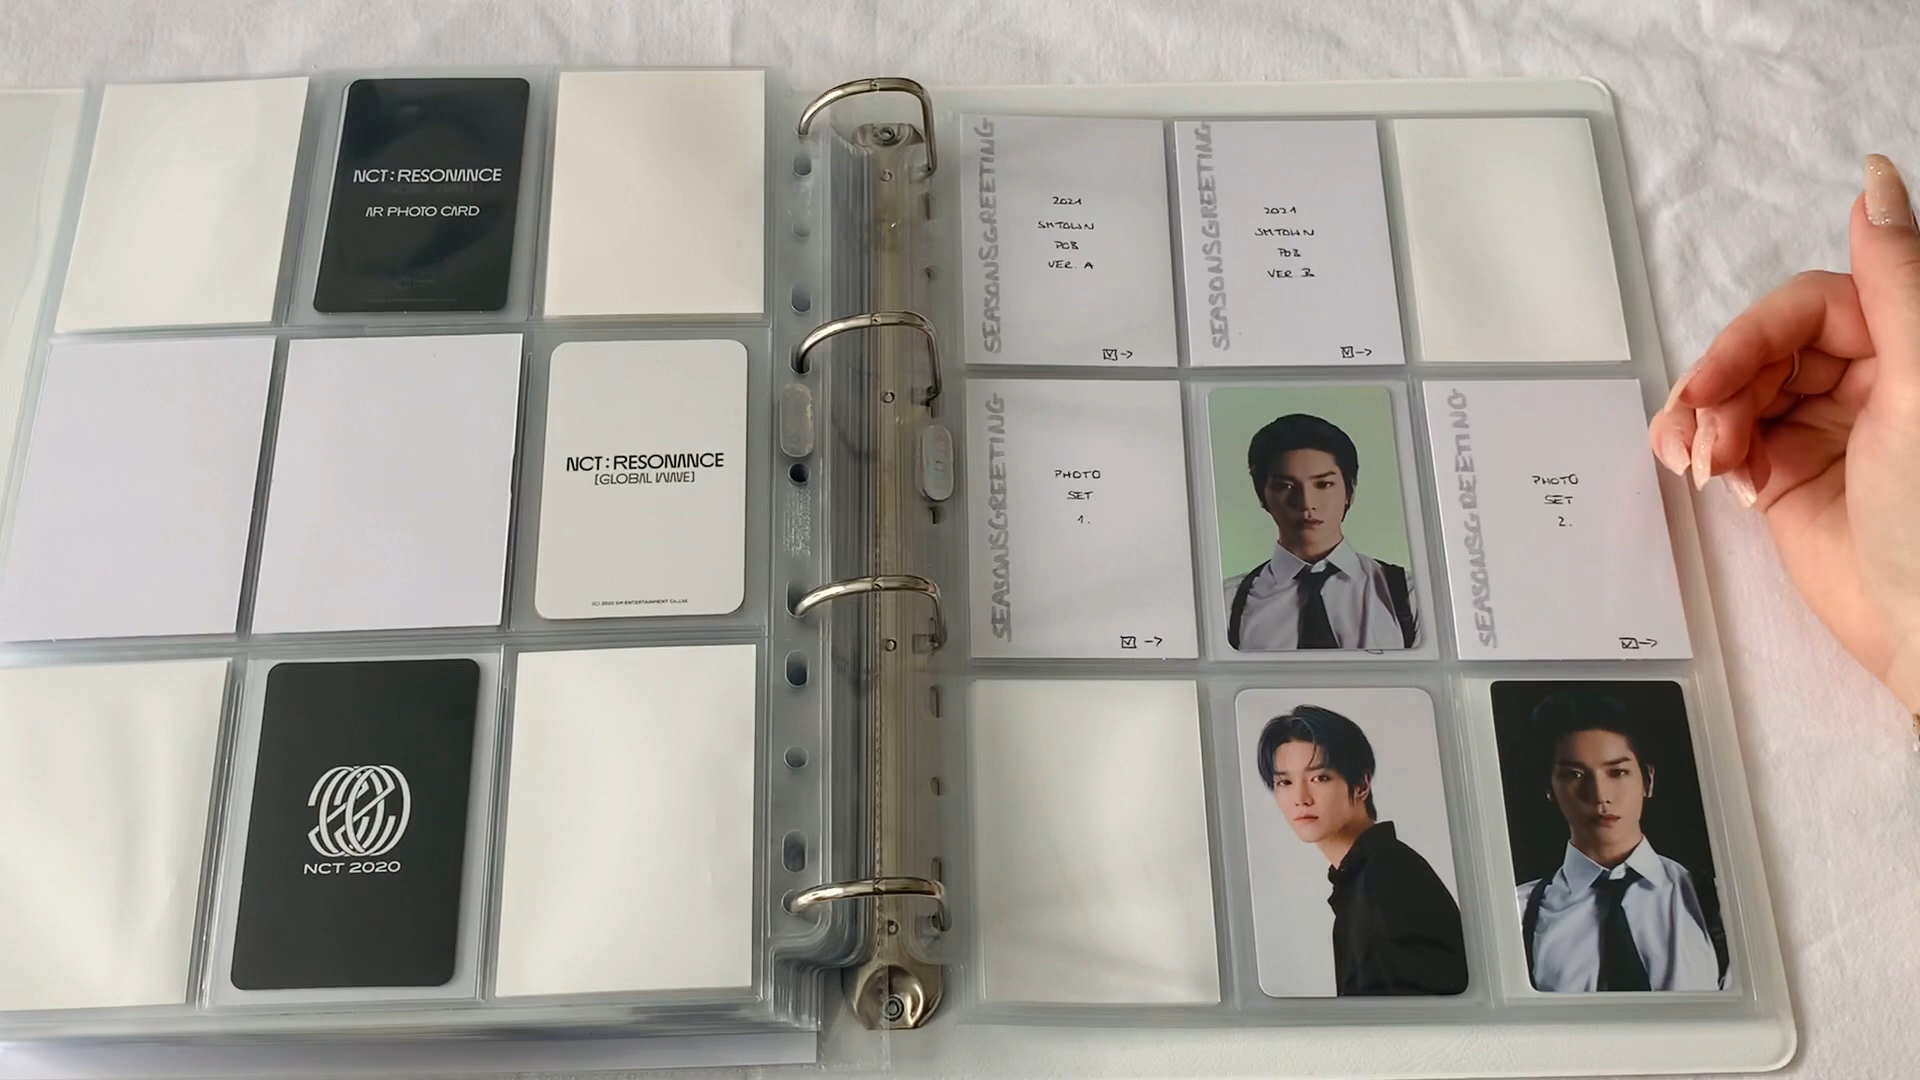 NCT : RESONANCE
AR PHOTO CARD
NCT : RESONANCE
[GLOBAL WAVE]
(C) 2020 SM ENTERTAINMENT Co.,Ltd.
NCT 2020
SEASONSGREETING
2021
SMTOWN
POB
VER. A
SEASONSGREETING
2021
SMTOWN
POB
VER. B
SEASONSGREETING
PHOTO
SET
1.
SEASONSGREETING
PHOTO
SET
2.